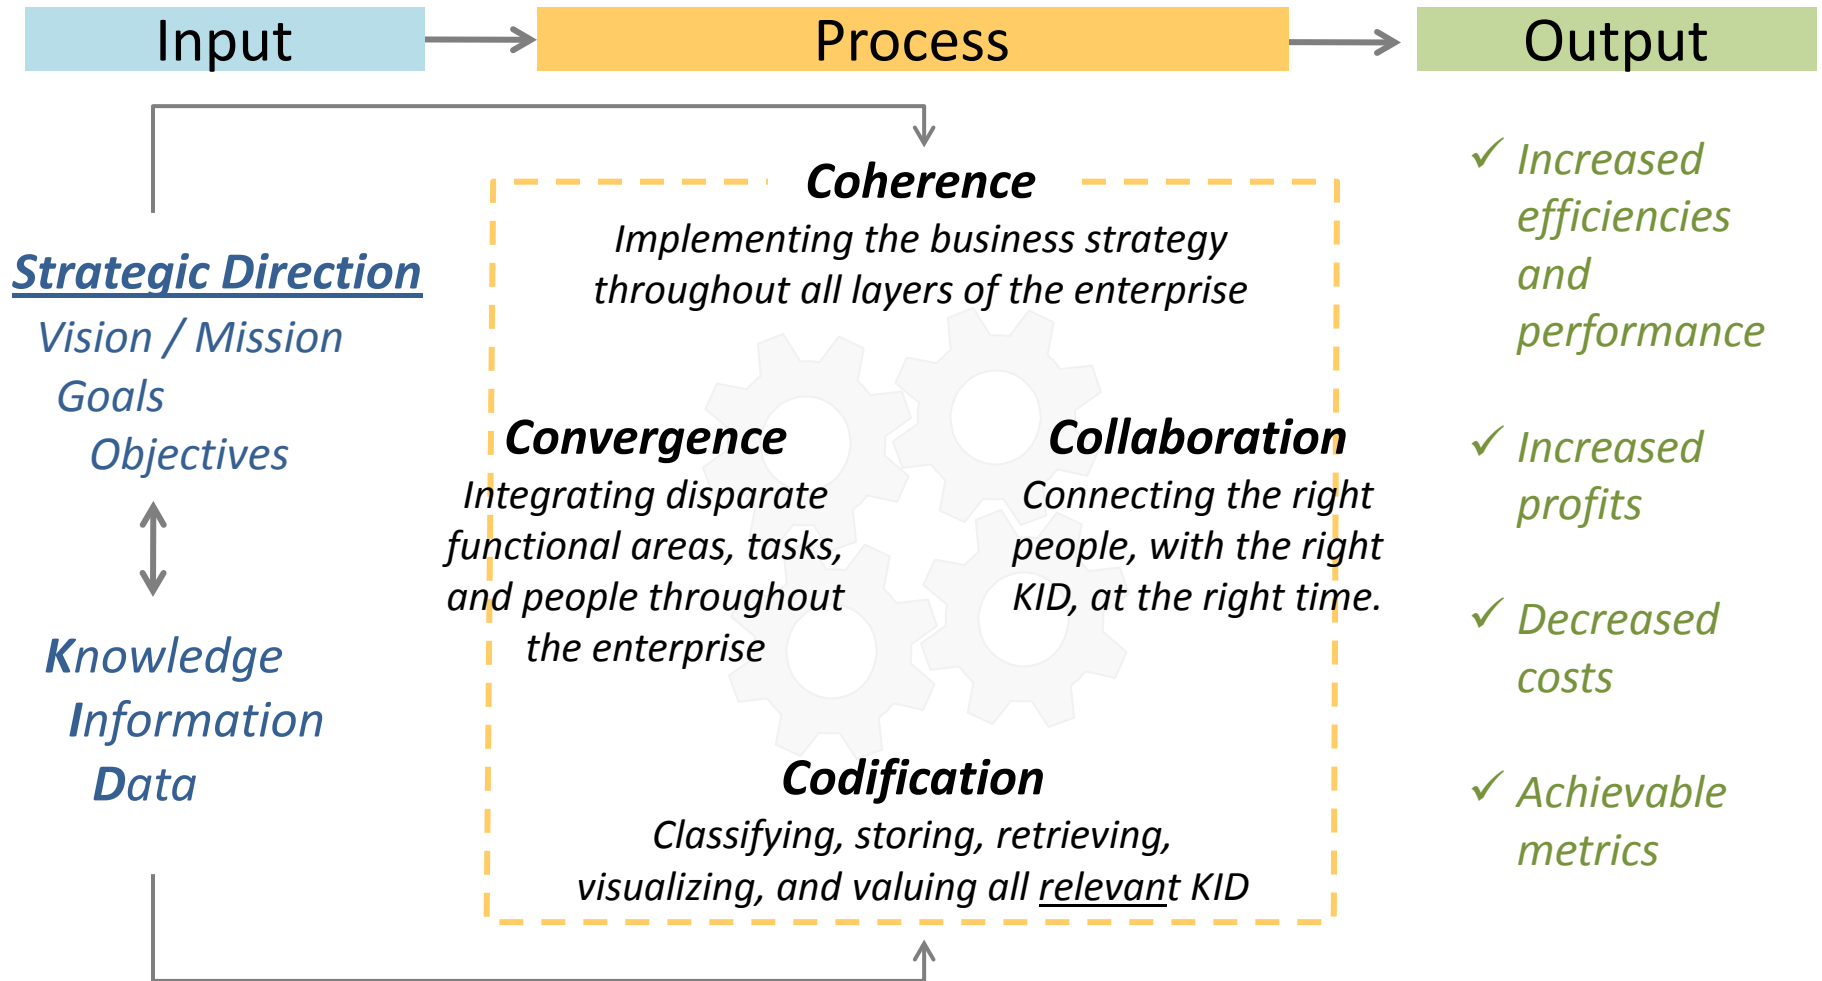 Input
Process
Output
Strategic Direction
Vision / Mission
Goals
Objectives
Knowledge
Information
Data
Coherence
Implementing the business strategy
throughout all layers of the enterprise
Convergence
Integrating disparate
functional areas, tasks,
and people throughout
the enterprise
Collaboration
Connecting the right
people, with the right
KID, at the right time.
Codification
Classifying, storing, retrieving,
visualizing, and valuing all relevant KID
✓ Increased
efficiencies
and
performance
✓ Increased
profits
✓ Decreased
costs
✓ Achievable
metrics